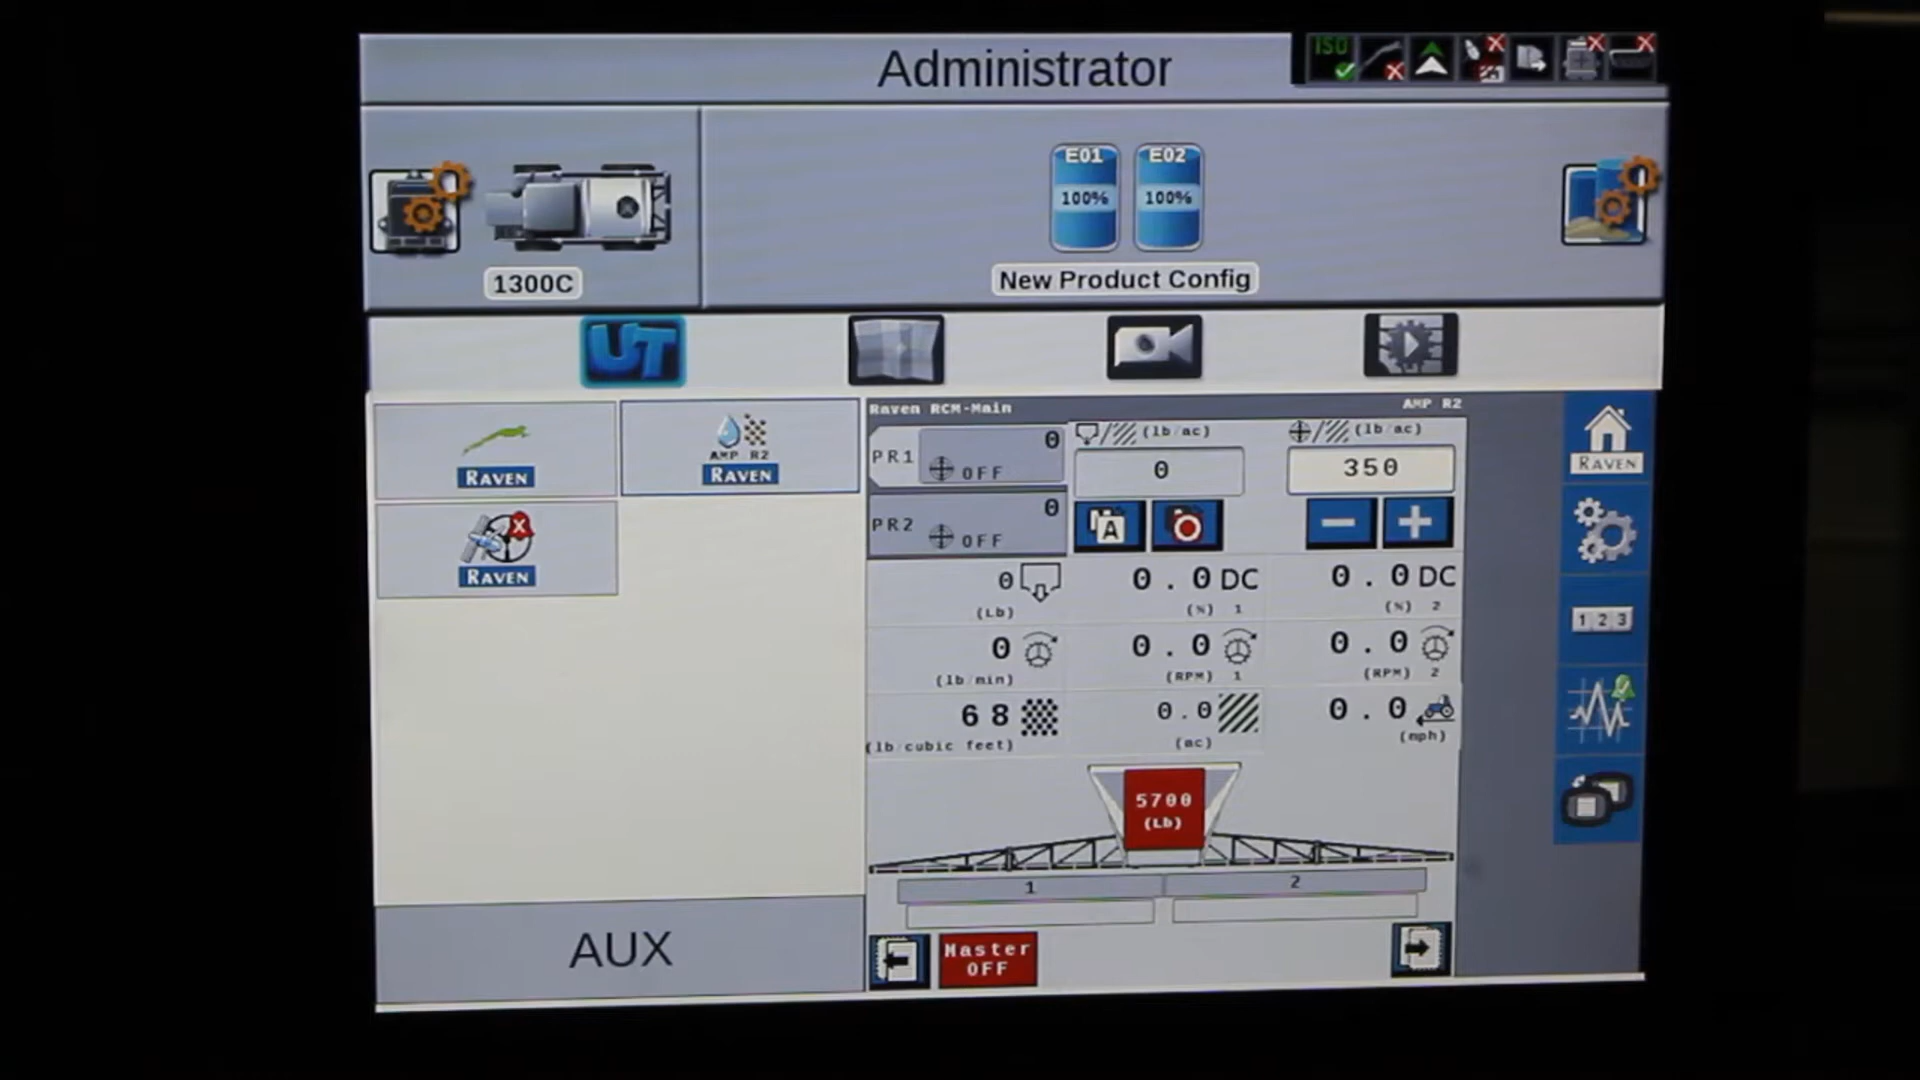 Administrator
ISO
E01
100%
E02
100%
1300C
New Product Config
UT
RAVEN
AMP R2
RAVEN
RAVEN
AUX
Raven RCM-Main
AMP R2
PR1
0
OFF
PR2
0
OFF
(lb/ac)
0
(lb/ac)
350
A
− +
0
(Lb)
0.0 DC
(%) 1
0.0 DC
(%) 2
0
(lb/min)
0.0
(RPM) 1
0.0
(RPM) 2
68
(lb/cubic feet)
0.0
(ac)
0.0
(mph)
5700
(Lb)
1
2
Master
OFF
RAVEN
1 2 3